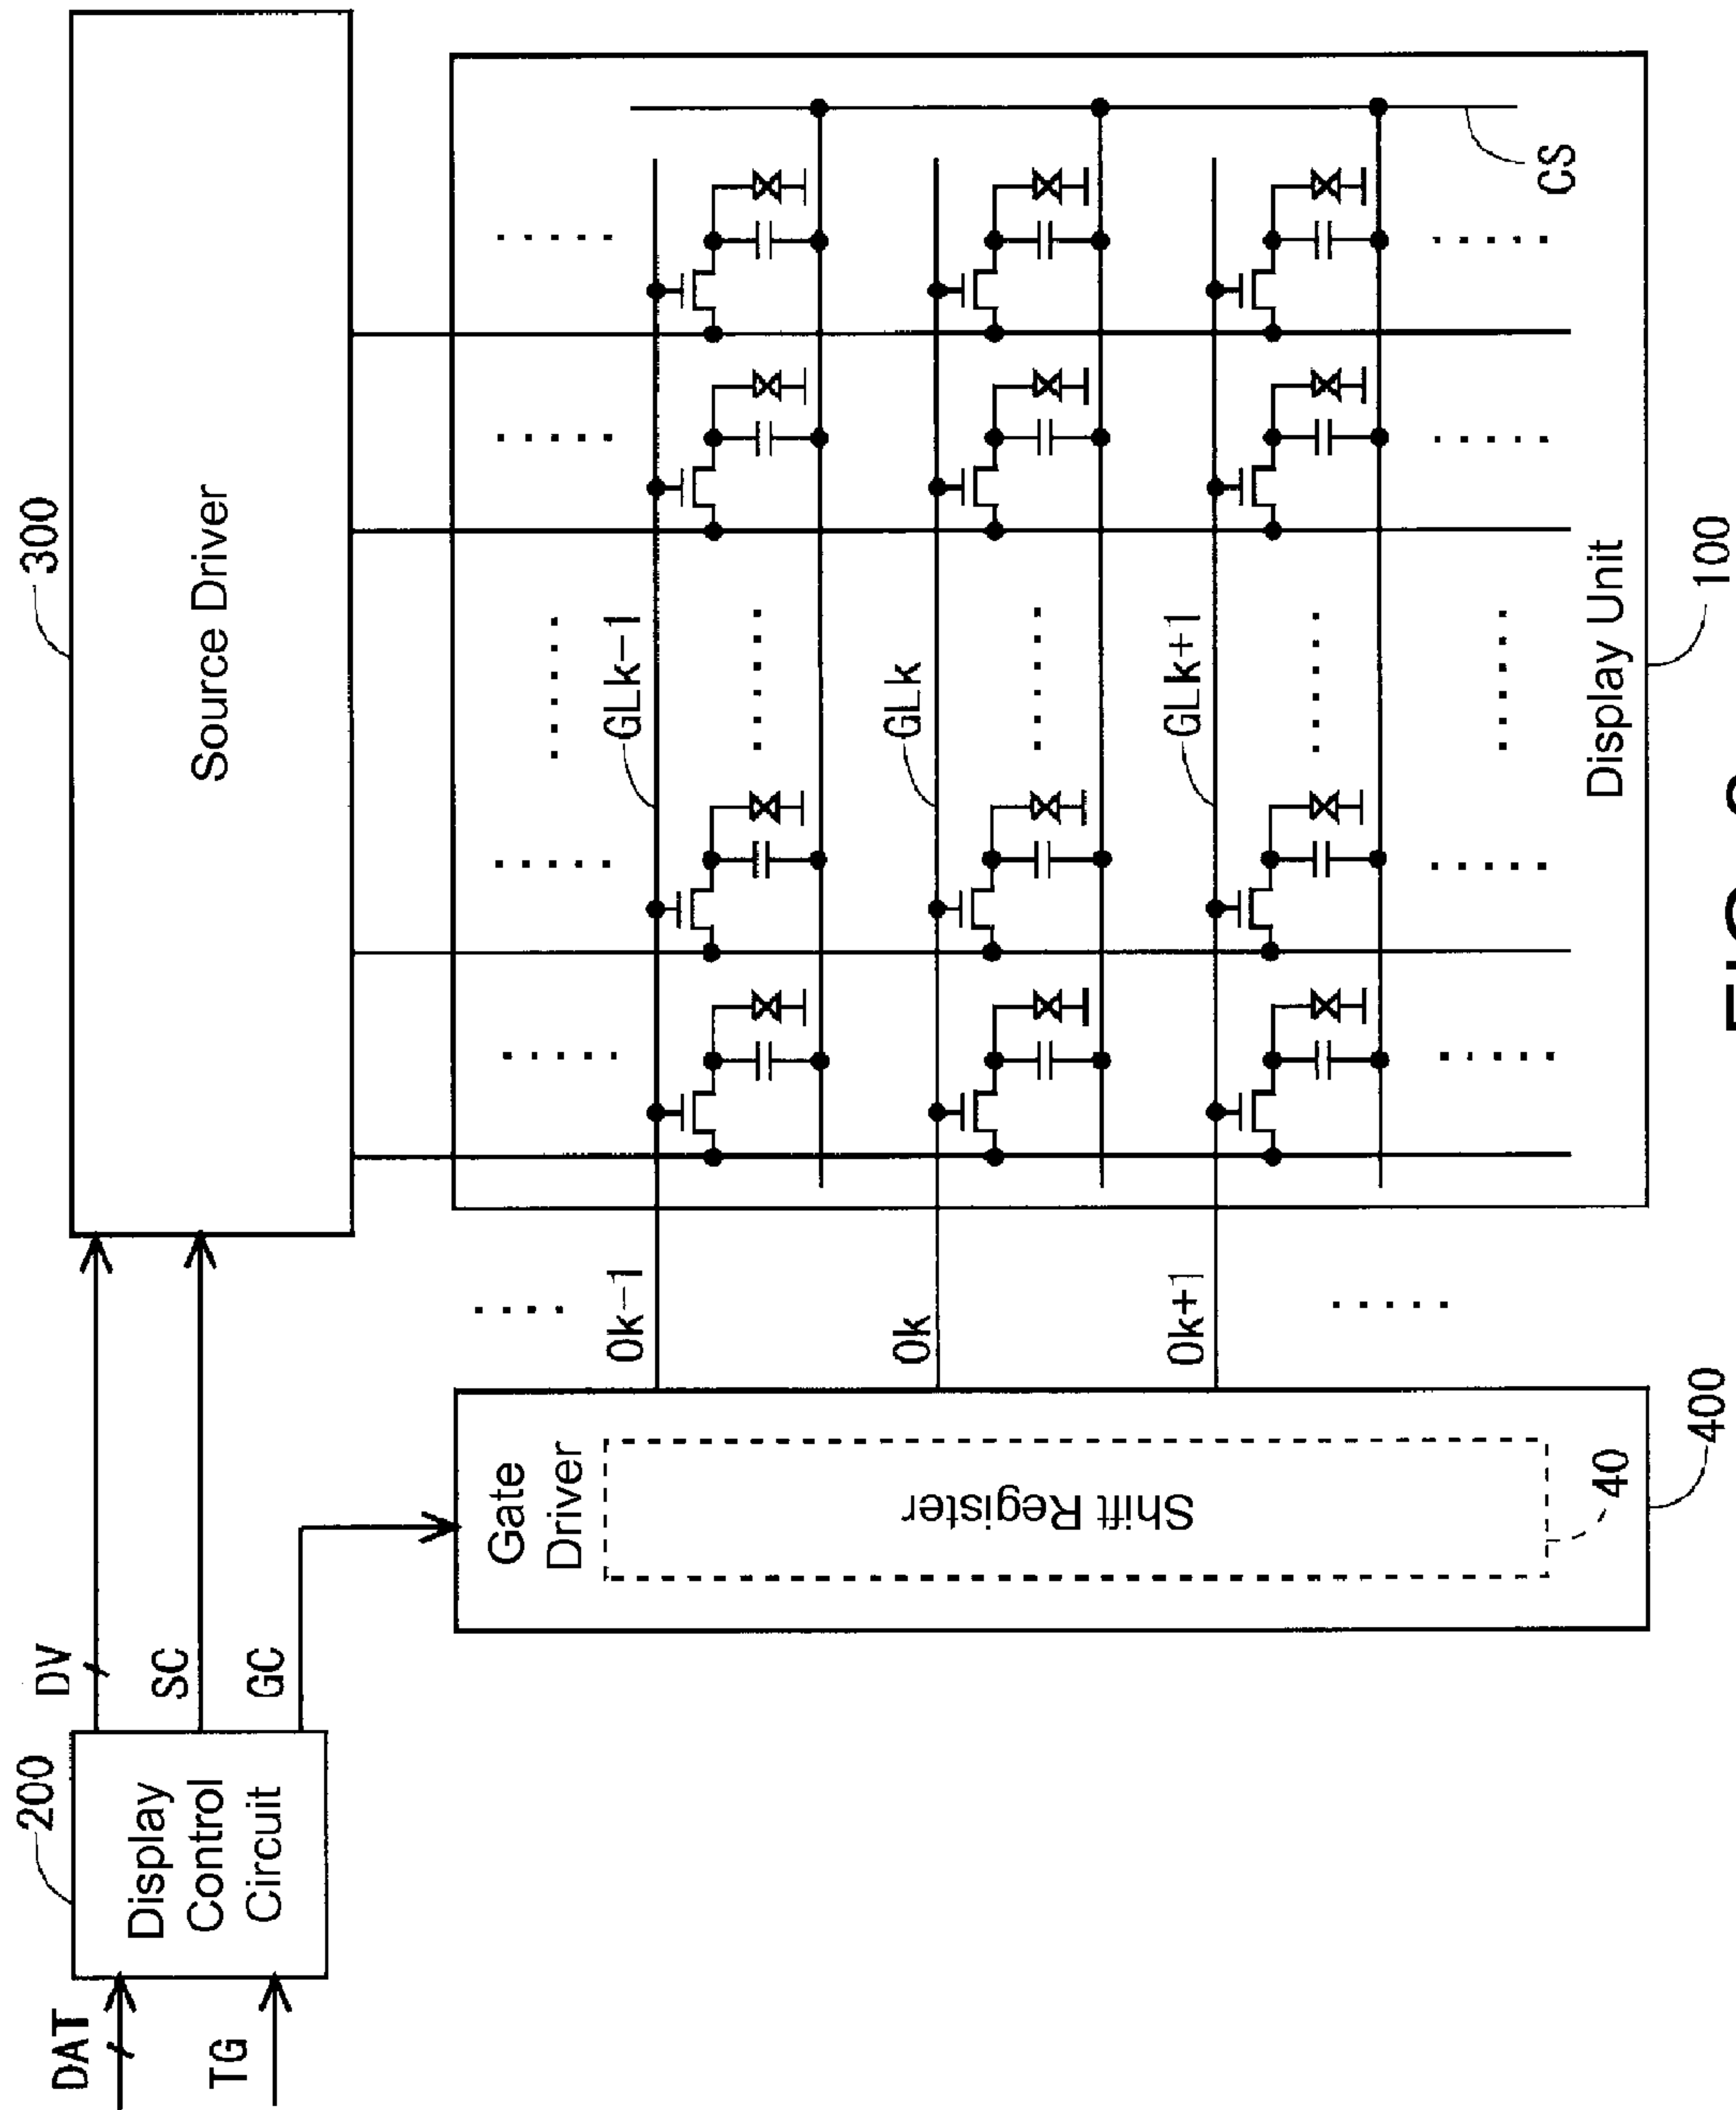 DAT
TG
200
Display
Control
Circuit
DV
SC
GC
300
Source Driver
Gate
Driver
Shift Register
40
400
Ok-1
Ok
Ok+1
GLk-1
GLk
GLk+1
CS
Display Unit
100